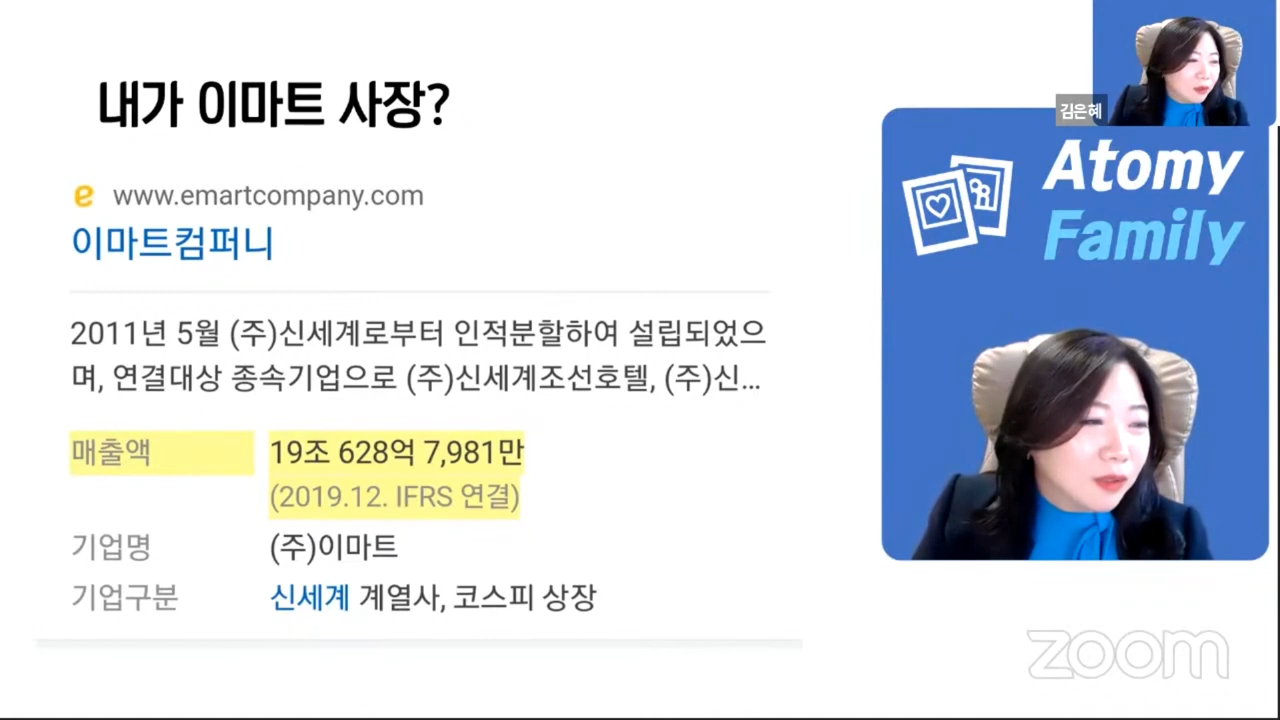 내가 이마트 사장?
www.emartcompany.com
이마트컴퍼니
2011년 5월 (주)신세계로부터 인적분할하여 설립되었으
며, 연결대상 종속기업으로 (주)신세계조선호텔, (주)신...
매출액 19조 628억 7,981만
(2019.12. IFRS 연결)
기업명 (주)이마트
기업구분 신세계 계열사, 코스피 상장
김은혜
Atomy
Family
zoom